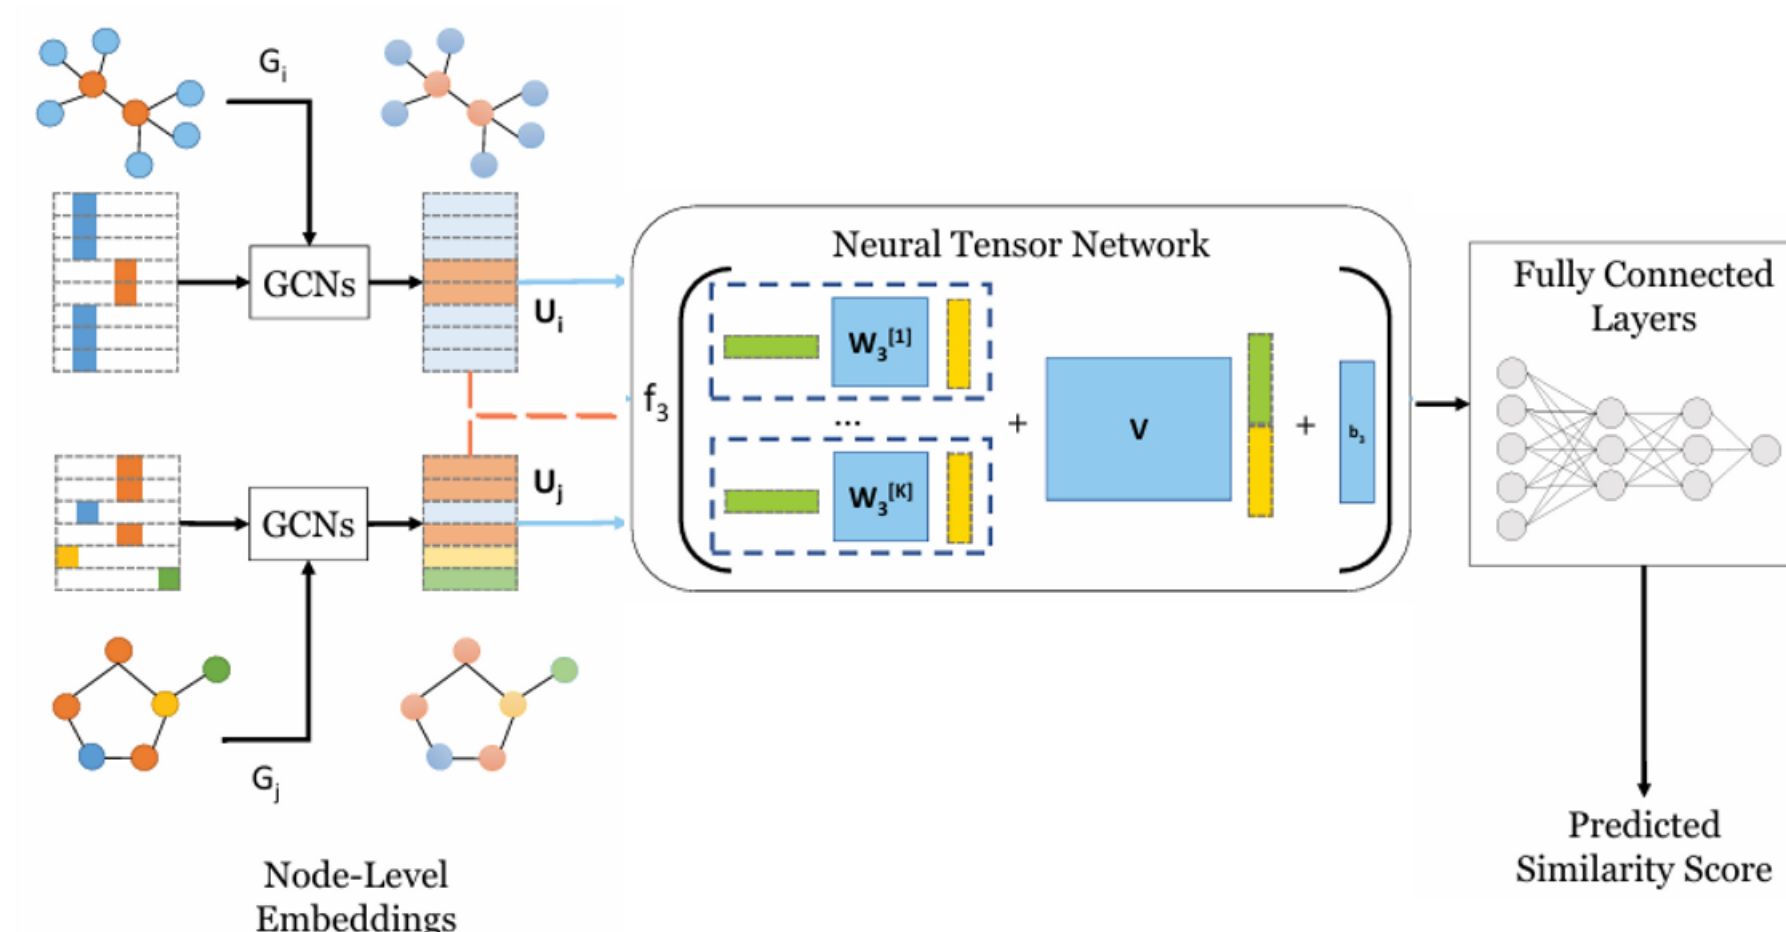 G_i
GCNs
U_i
U_j
GCNs
G_j
Node-Level
Embeddings
Neural Tensor Network
f_3
W_3^[1]
...
W_3^[K]
+
V
+
b_3
Fully Connected
Layers
Predicted
Similarity Score